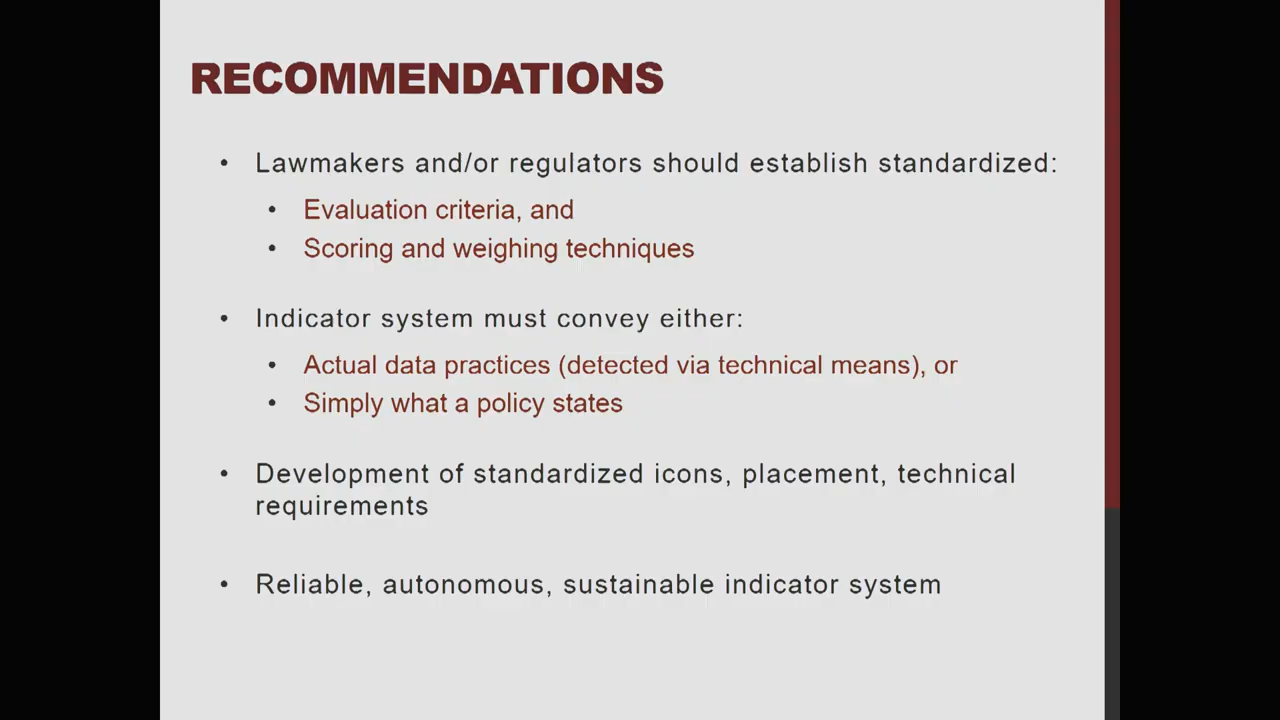 RECOMMENDATIONS
• Lawmakers and/or regulators should establish standardized:
• Evaluation criteria, and
• Scoring and weighing techniques
• Indicator system must convey either:
• Actual data practices (detected via technical means), or
• Simply what a policy states
• Development of standardized icons, placement, technical
requirements
• Reliable, autonomous, sustainable indicator system